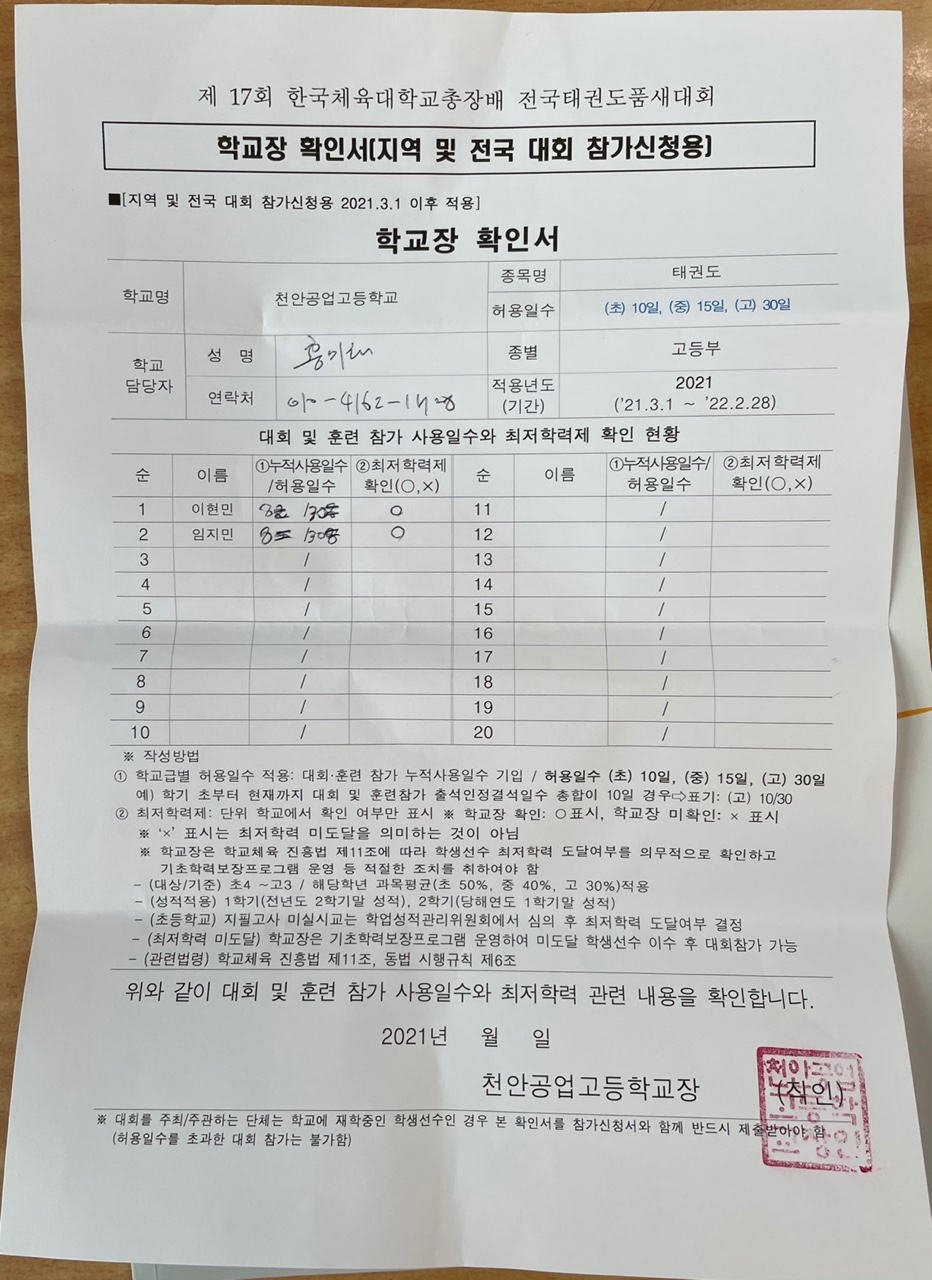 제 17회 한국체육대학교총장배 전국태권도품새대회
학교장 확인서(지역 및 전국 대회 참가신청용)
■[지역 및 전국 대회 참가신청용 2021.3.1 이후 적용]
학교장 확인서
학교명 천안공업고등학교 종목명 태권도
허용일수 (초) 10일, (중) 15일, (고) 30일
학교 담당자 성 명 종별 고등부
연락처 적용년도 (기간) 2021 ('21.3.1 ~ '22.2.28)
대회 및 훈련 참가 사용일수와 최저학력제 확인 현황
순 이름 ①누적사용일수 /허용일수 ②최저학력제 확인(○,×) 순 이름 ①누적사용일수/ 허용일수 ②최저학력제 확인(○,×)
1 이현민 ○ 11 /
2 임지민 ○ 12 /
3 / 13 /
4 / 14 /
5 / 15 /
6 / 16 /
7 / 17 /
8 / 18 /
9 / 19 /
10 / 20 /
※ 작성방법
① 학교급별 허용일수 적용: 대회·훈련 참가 누적사용일수 기입 / 허용일수 (초) 10일, (중) 15일, (고) 30일
예) 학기 초부터 현재까지 대회 및 훈련참가 출석인정결석일수 총합이 10일 경우⇨표기: (고) 10/30
② 최저학력제: 단위 학교에서 확인 여부만 표시 ※ 학교장 확인: ○표시, 학교장 미확인: × 표시
※ '×' 표시는 최저학력 미도달을 의미하는 것이 아님
※ 학교장은 학교체육 진흥법 제11조에 따라 학생선수 최저학력 도달여부를 의무적으로 확인하고
기초학력보장프로그램 운영 등 적절한 조치를 취하여야 함
- (대상/기준) 초4 ~고3 / 해당학년 과목평균(초 50%, 중 40%, 고 30%)적용
- (성적적용) 1학기(전년도 2학기말 성적), 2학기(당해연도 1학기말 성적)
- (초등학교) 지필고사 미실시교는 학업성적관리위원회에서 심의 후 최저학력 도달여부 결정
- (최저학력 미도달) 학교장은 기초학력보장프로그램 운영하여 미도달 학생선수 이수 후 대회참가 가능
- (관련법령) 학교체육 진흥법 제11조, 동법 시행규칙 제6조
위와 같이 대회 및 훈련 참가 사용일수와 최저학력 관련 내용을 확인합니다.
2021년 월 일
천안공업고등학교장 (직인)
※ 대회를 주최/주관하는 단체는 학교에 재학중인 학생선수인 경우 본 확인서를 참가신청서와 함께 반드시 제출받아야 함
(허용일수를 초과한 대회 참가는 불가함)